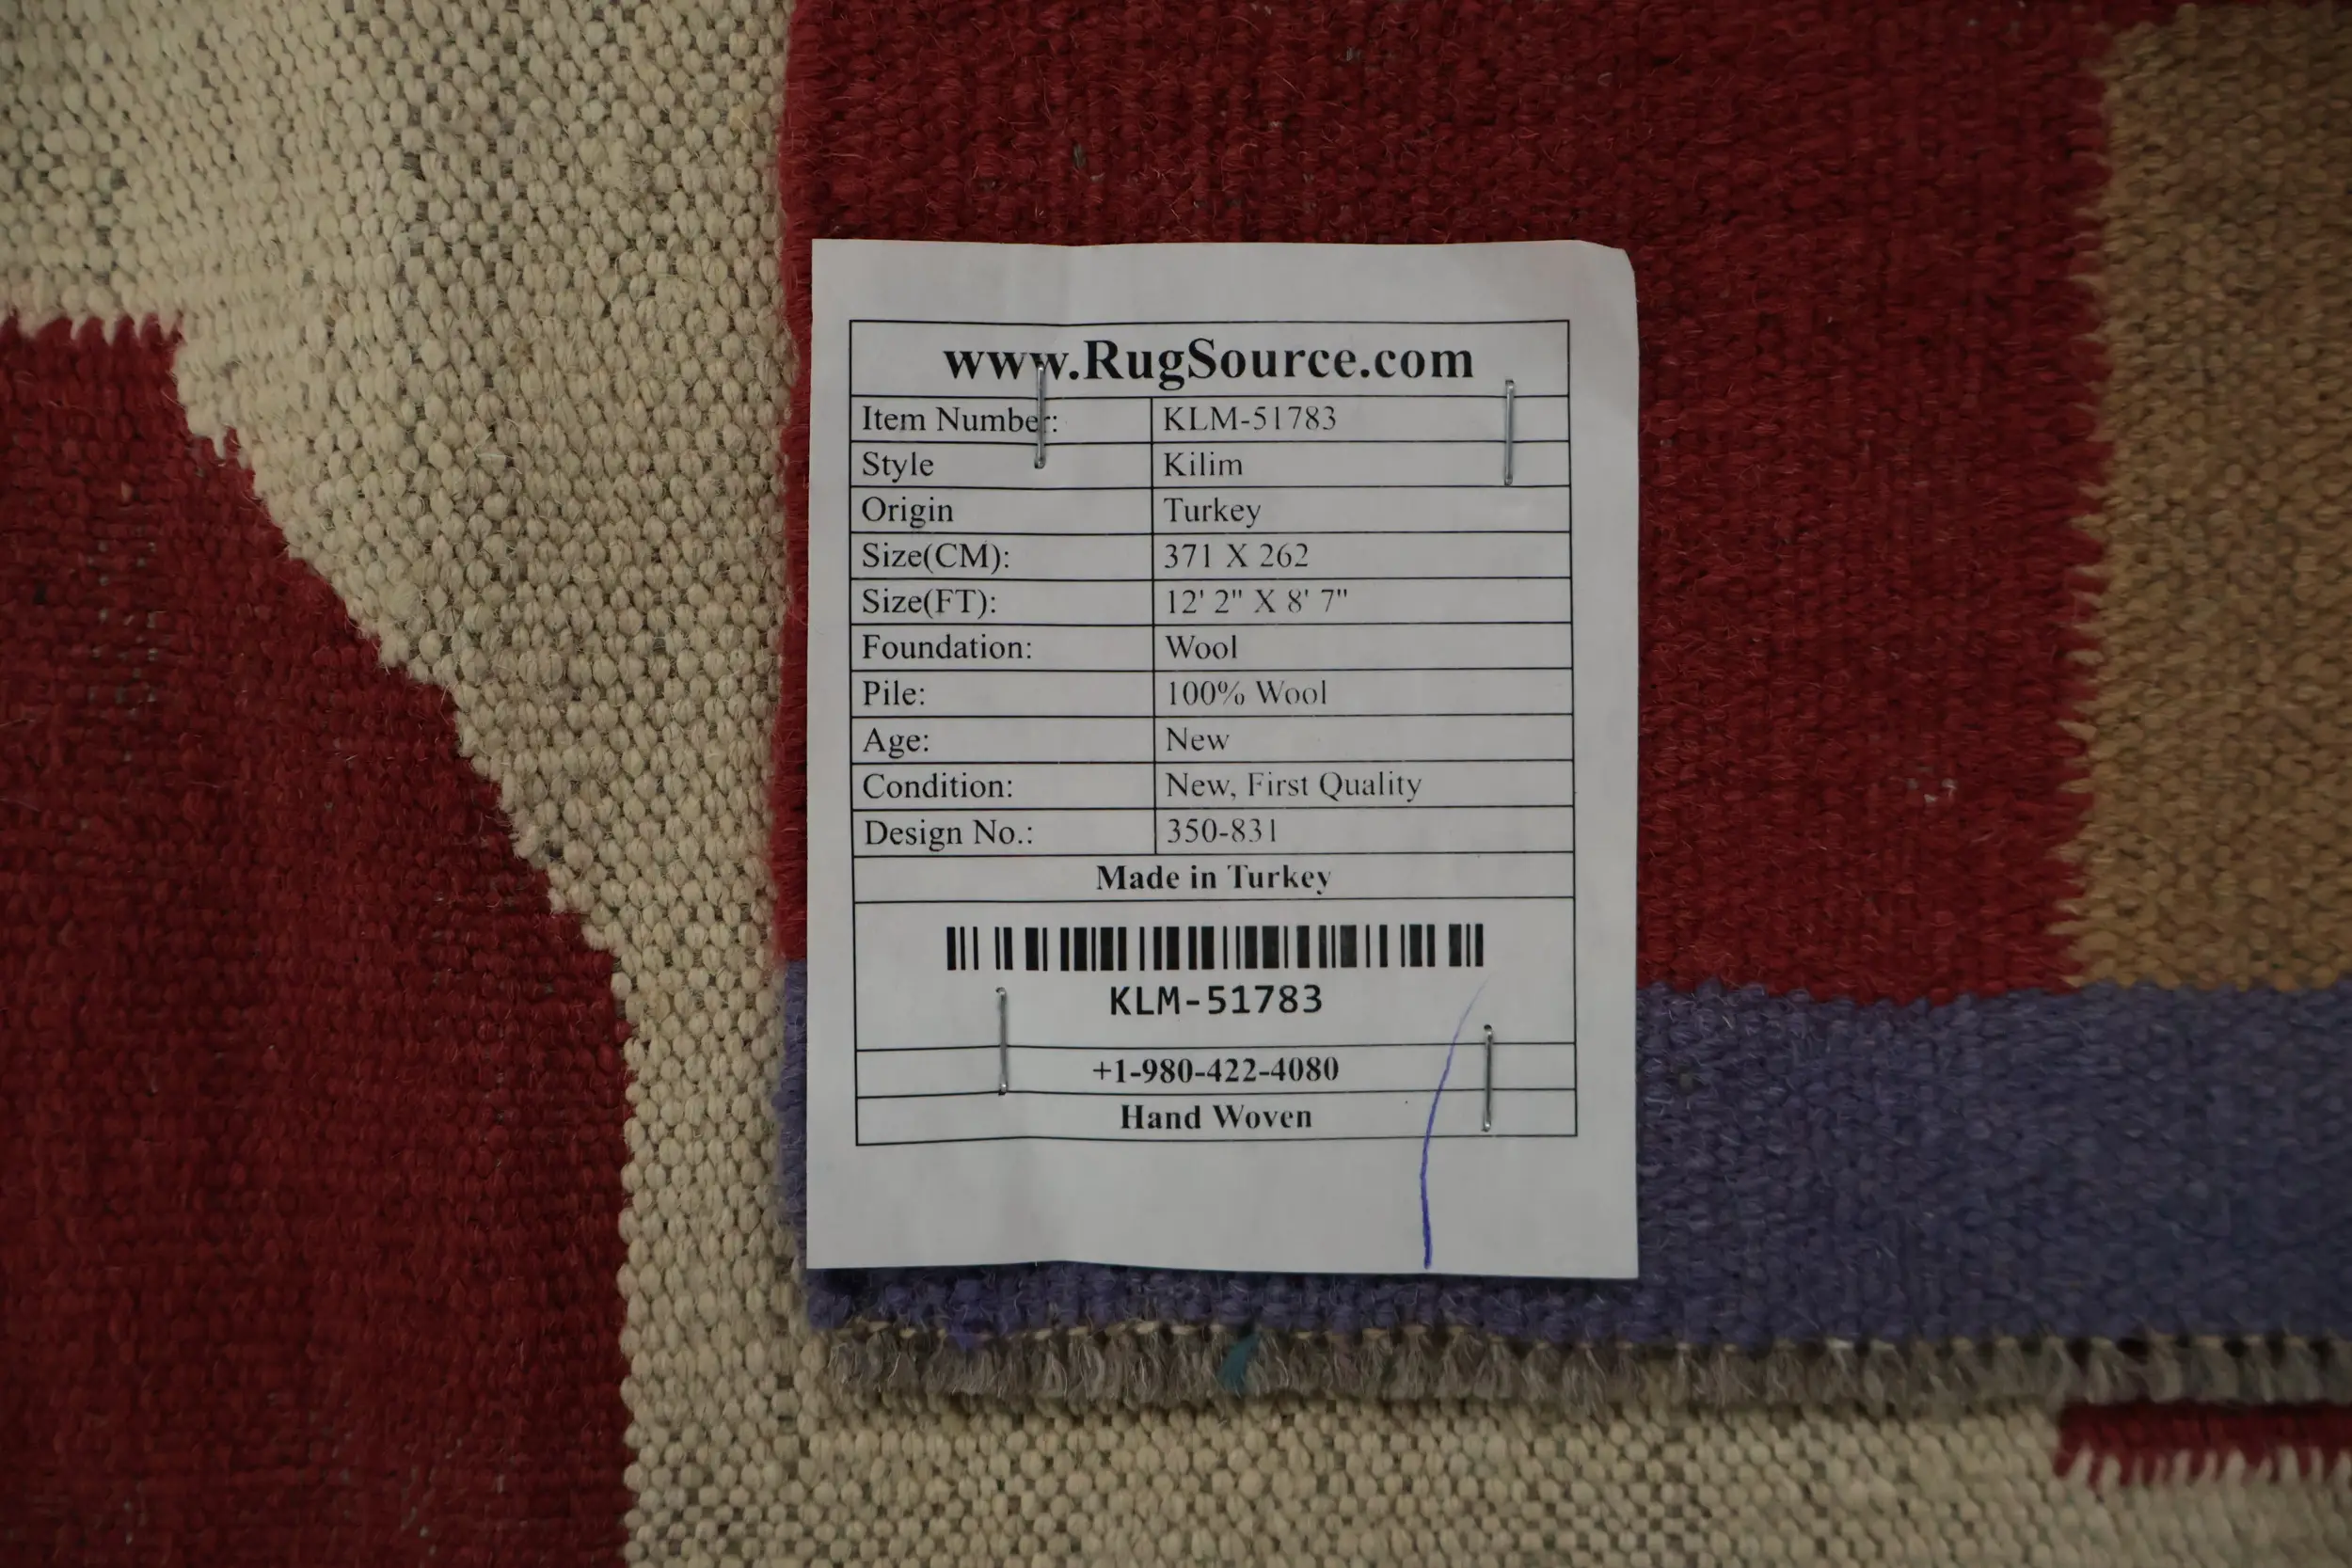 www.RugSource.com
Item Number: KLM-51783
Style Kilim
Origin Turkey
Size(CM): 371 X 262
Size(FT): 12' 2" X 8' 7"
Foundation: Wool
Pile: 100% Wool
Age: New
Condition: New, First Quality
Design No.: 350-831
Made in Turkey
KLM-51783
+1-980-422-4080
Hand Woven